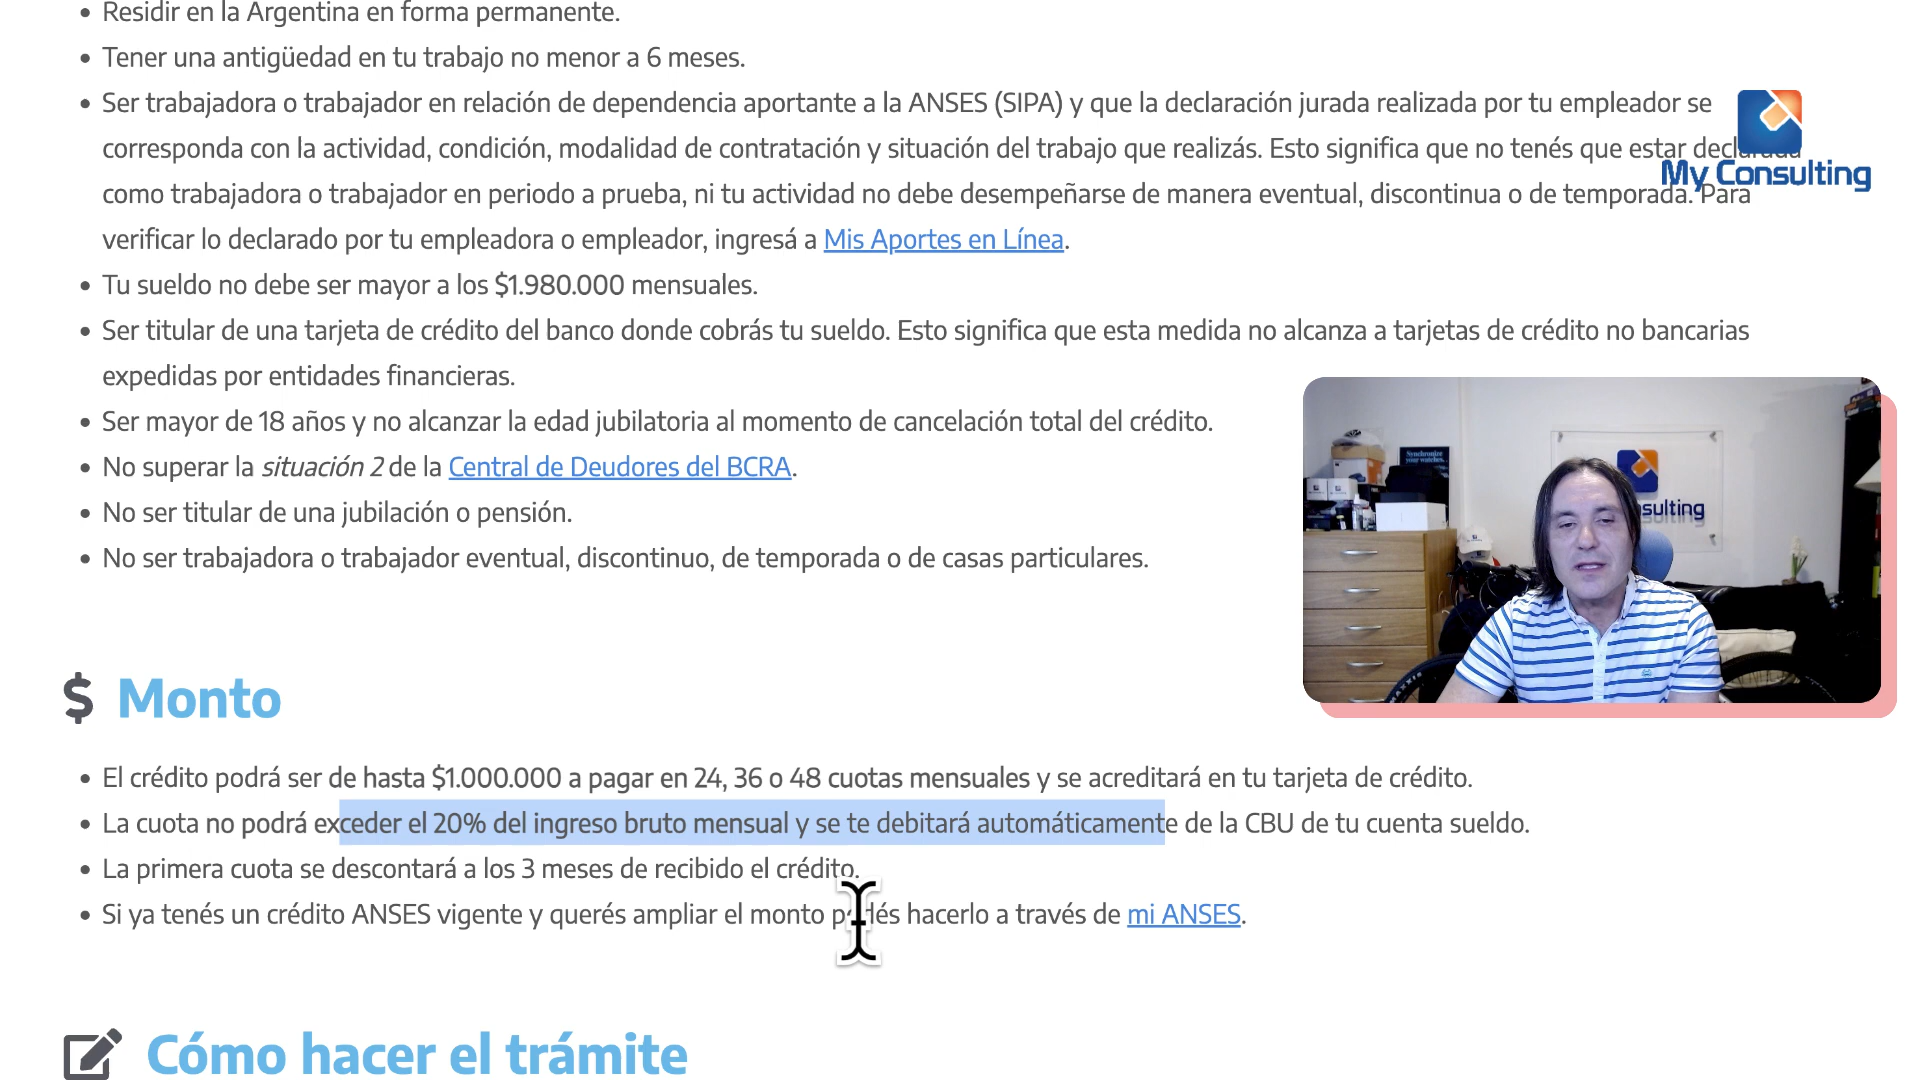 Residir en la Argentina en forma permanente.
Tener una antigüedad en tu trabajo no menor a 6 meses.
Ser trabajadora o trabajador en relación de dependencia aportante a la ANSES (SIPA) y que la declaración jurada realizada por tu empleador se
corresponda con la actividad, condición, modalidad de contratación y situación del trabajo que realizás. Esto significa que no tenés que estar declarada
como trabajadora o trabajador en periodo a prueba, ni tu actividad no debe desempeñarse de manera eventual, discontinua o de temporada. Para
verificar lo declarado por tu empleadora o empleador, ingresá a Mis Aportes en Línea.
My Consulting
Tu sueldo no debe ser mayor a los $1.980.000 mensuales.
Ser titular de una tarjeta de crédito del banco donde cobrás tu sueldo. Esto significa que esta medida no alcanza a tarjetas de crédito no bancarias
expedidas por entidades financieras.
Ser mayor de 18 años y no alcanzar la edad jubilatoria al momento de cancelación total del crédito.
No superar la situación 2 de la Central de Deudores del BCRA.
No ser titular de una jubilación o pensión.
No ser trabajadora o trabajador eventual, discontinuo, de temporada o de casas particulares.
Synchronize
your watches.
sulting
$ Monto
El crédito podrá ser de hasta $1.000.000 a pagar en 24, 36 o 48 cuotas mensuales y se acreditará en tu tarjeta de crédito.
La cuota no podrá exceder el 20% del ingreso bruto mensual y se te debitará automáticamente de la CBU de tu cuenta sueldo.
La primera cuota se descontará a los 3 meses de recibido el crédito.
Si ya tenés un crédito ANSES vigente y querés ampliar el monto podés hacerlo a través de mi ANSES.
Cómo hacer el trámite